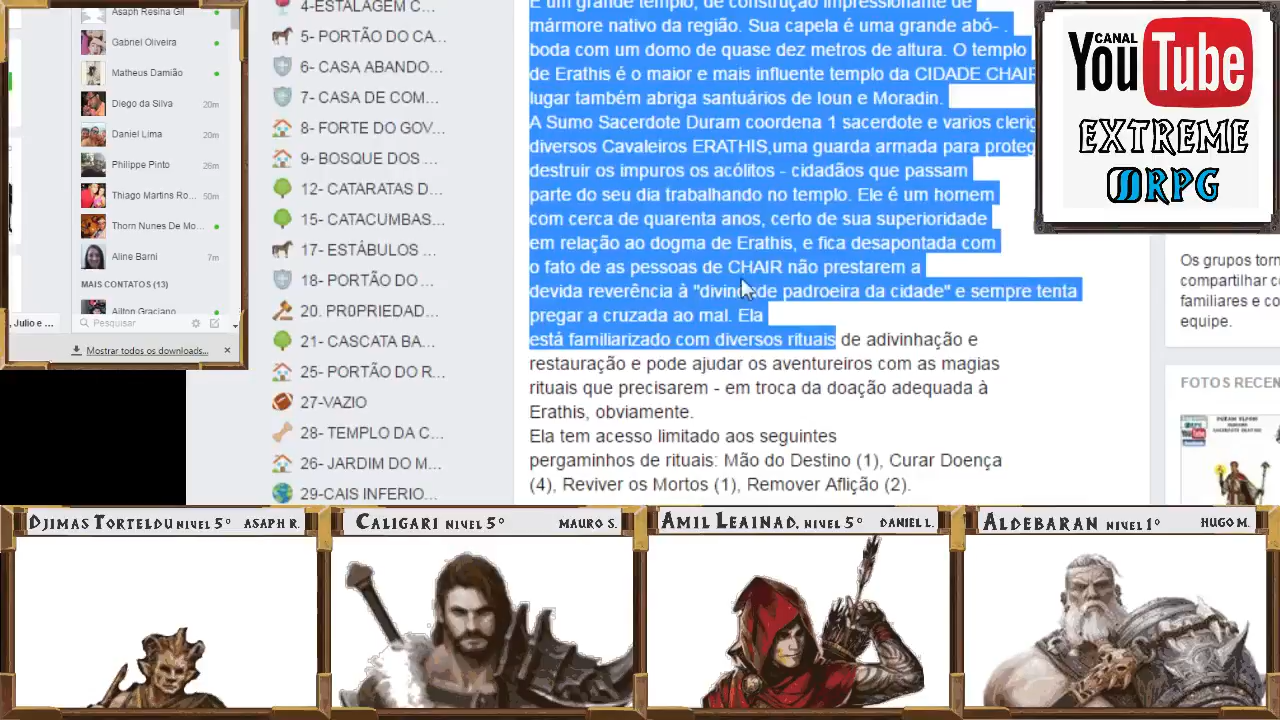 Asaph Resina Gil
Gabriel Oliveira
Matheus Damião
Diego da Silva 20m
Daniel Lima 20m
Philippe Pinto 26m
Thiago Martins Ro... 50m
Thorn Nunes De Mo...
Aline Barni 7m
MAIS CONTATOS (13)
Ailton Graciano
, Julio e ...
Pesquisar
Mostrar todos os downloads...
4-ESTALAGEM C...
5- PORTÃO DO CA...
6- CASA ABANDO...
7- CASA DE COM...
8- FORTE DO GOV...
9- BOSQUE DOS ...
12- CATARATAS D...
15- CATACUMBAS...
17- ESTÁBULOS ...
18- PORTÃO DO ...
20. PR0PRIEDAD...
21- CASCATA BA...
25- PORTÃO DO R...
27-VAZIO
28- TEMPLO DA C...
26- JARDIM DO M...
29-CAIS INFERIO...
É um grande templo, de construção impressionante de
mármore nativo da região. Sua capela é uma grande abó- .
boda com um domo de quase dez metros de altura. O templo
de Erathis é o maior e mais influente templo da CIDADE CHAIR
lugar também abriga santuários de Ioun e Moradin.
A Sumo Sacerdote Duram coordena 1 sacerdote e varios clerig
diversos Cavaleiros ERATHIS,uma guarda armada para proteg
destruir os impuros os acólitos - cidadãos que passam
parte do seu dia trabalhando no templo. Ele é um homem
com cerca de quarenta anos, certo de sua superioridade
em relação ao dogma de Erathis, e fica desapontada com
o fato de as pessoas de CHAIR não prestarem a
devida reverência à "divindade padroeira da cidade" e sempre tenta
pregar a cruzada ao mal. Ela
está familiarizado com diversos rituais de adivinhação e
restauração e pode ajudar os aventureiros com as magias
rituais que precisarem - em troca da doação adequada à
Erathis, obviamente.
Ela tem acesso limitado aos seguintes
pergaminhos de rituais: Mão do Destino (1), Curar Doença
(4), Reviver os Mortos (1), Remover Aflição (2).
CANAL
YouTube
EXTREME
RPG
Os grupos torn
compartilhar c
familiares e co
equipe.
FOTOS RECEN
DJIMAS TORTELDU NIVEL 5° ASAPH R.
CALIGARI NIVEL 5° MAURO S.
AMIL LEAINAD. NIVEL 5° DANIEL L.
ALDEBARAN NIVEL 1° HUGO M.